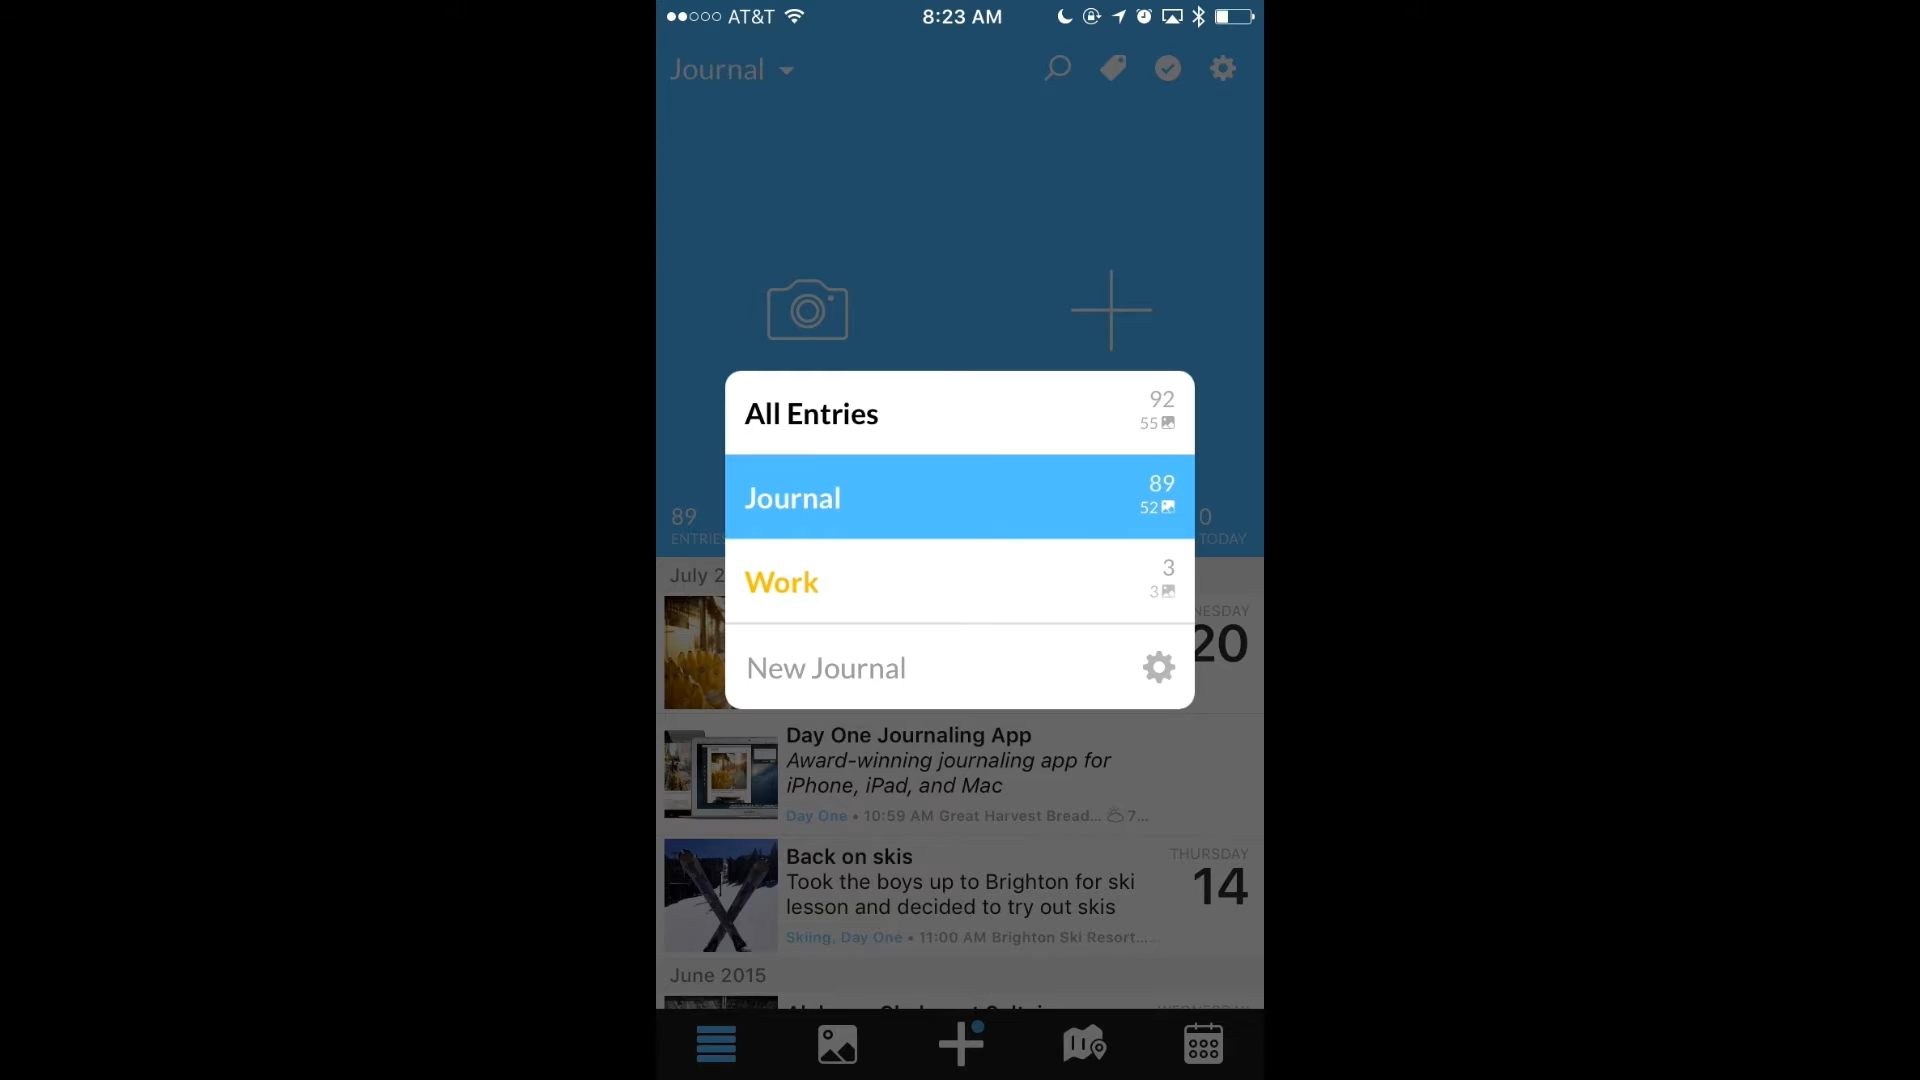 AT&T 8:23 AM
Journal
All Entries 92
55
Journal 89
52
89 0
ENTRIES TODAY
Work 3
3
July 2
New Journal
20
Day One Journaling App
Award-winning journaling app for
iPhone, iPad, and Mac
Day One • 10:59 AM Great Harvest Bread... 7...
Back on skis THURSDAY
Took the boys up to Brighton for ski 14
lesson and decided to try out skis
Skiing, Day One • 11:00 AM Brighton Ski Resort...
June 2015